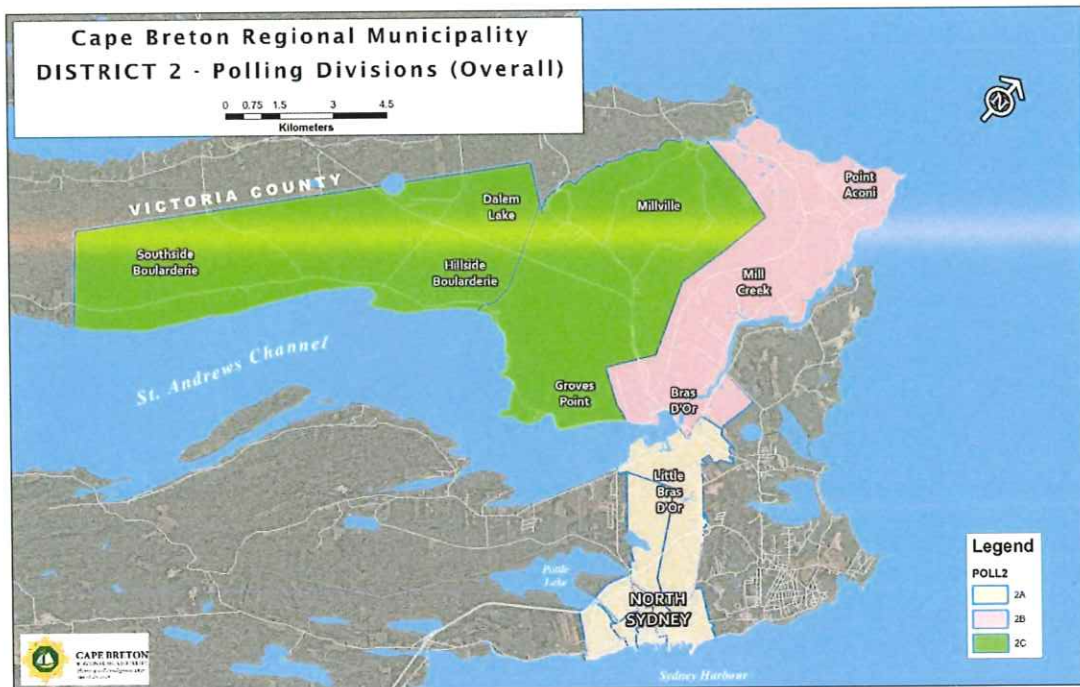 Cape Breton Regional Municipality
DISTRICT 2 - Polling Divisions (Overall)
0 0.75 1.5 3 4.5
Kilometers
N
VICTORIA COUNTY
Dalem
Lake
Millville
Point
Aconi
Southside
Boularderie
Hillside
Boularderie
Mill
Creek
St. Andrews Channel
Groves
Point
Bras
D'Or
Little
Bras
D'Or
Pottle
Lake
NORTH
SYDNEY
Sydney Harbour
Legend
POLL2
2A
2B
2C
CAPE BRETON